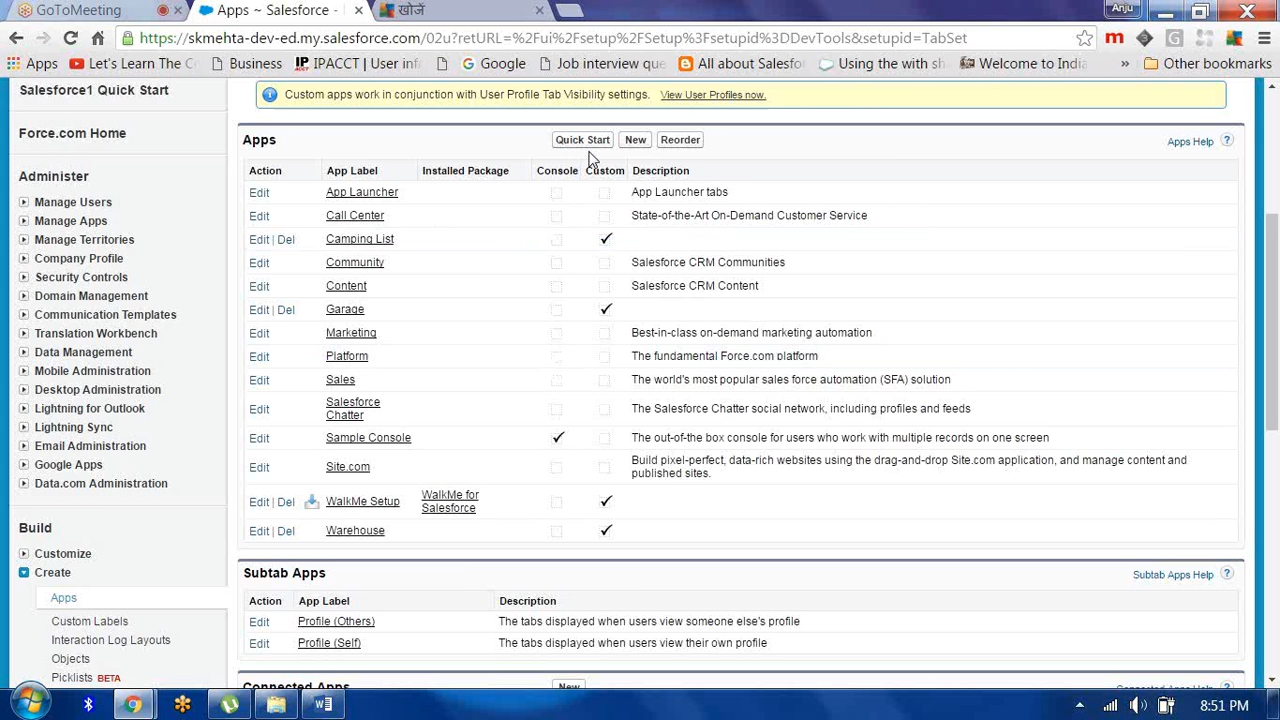 GoToMeeting
Apps ~ Salesforce -
खोजें
Anju
https://skmehta-dev-ed.my.salesforce.com/02u?retURL=%2Fui%2Fsetup%2FSetup%3Fsetupid%3DDevTools&setupid=TabSet
Apps
Let's Learn The C
Business
IPACCT | User inf
Google
Job interview que
All about Salesfo
Using the with sh
Welcome to India
»
Other bookmarks
Salesforce1 Quick Start
Force.com Home
Administer
Manage Users
Manage Apps
Manage Territories
Company Profile
Security Controls
Domain Management
Communication Templates
Translation Workbench
Data Management
Mobile Administration
Desktop Administration
Lightning for Outlook
Lightning Sync
Email Administration
Google Apps
Data.com Administration
Build
Customize
Create
Apps
Custom Labels
Interaction Log Layouts
Objects
Picklists BETA
Custom apps work in conjunction with User Profile Tab Visibility settings. View User Profiles now.
Apps Quick Start New Reorder Apps Help ?
Action App Label Installed Package Console Custom Description
Edit App Launcher App Launcher tabs
Edit Call Center State-of-the-Art On-Demand Customer Service
Edit | Del Camping List
Edit Community Salesforce CRM Communities
Edit Content Salesforce CRM Content
Edit | Del Garage
Edit Marketing Best-in-class on-demand marketing automation
Edit Platform The fundamental Force.com platform
Edit Sales The world's most popular sales force automation (SFA) solution
Edit Salesforce Chatter The Salesforce Chatter social network, including profiles and feeds
Edit Sample Console The out-of-the box console for users who work with multiple records on one screen
Edit Site.com Build pixel-perfect, data-rich websites using the drag-and-drop Site.com application, and manage content and
published sites.
Edit | Del WalkMe Setup WalkMe for Salesforce
Edit | Del Warehouse
Subtab Apps Subtab Apps Help ?
Action App Label Description
Edit Profile (Others) The tabs displayed when users view someone else's profile
Edit Profile (Self) The tabs displayed when users view their own profile
Connected Apps New Connected Apps Help ?
8:51 PM